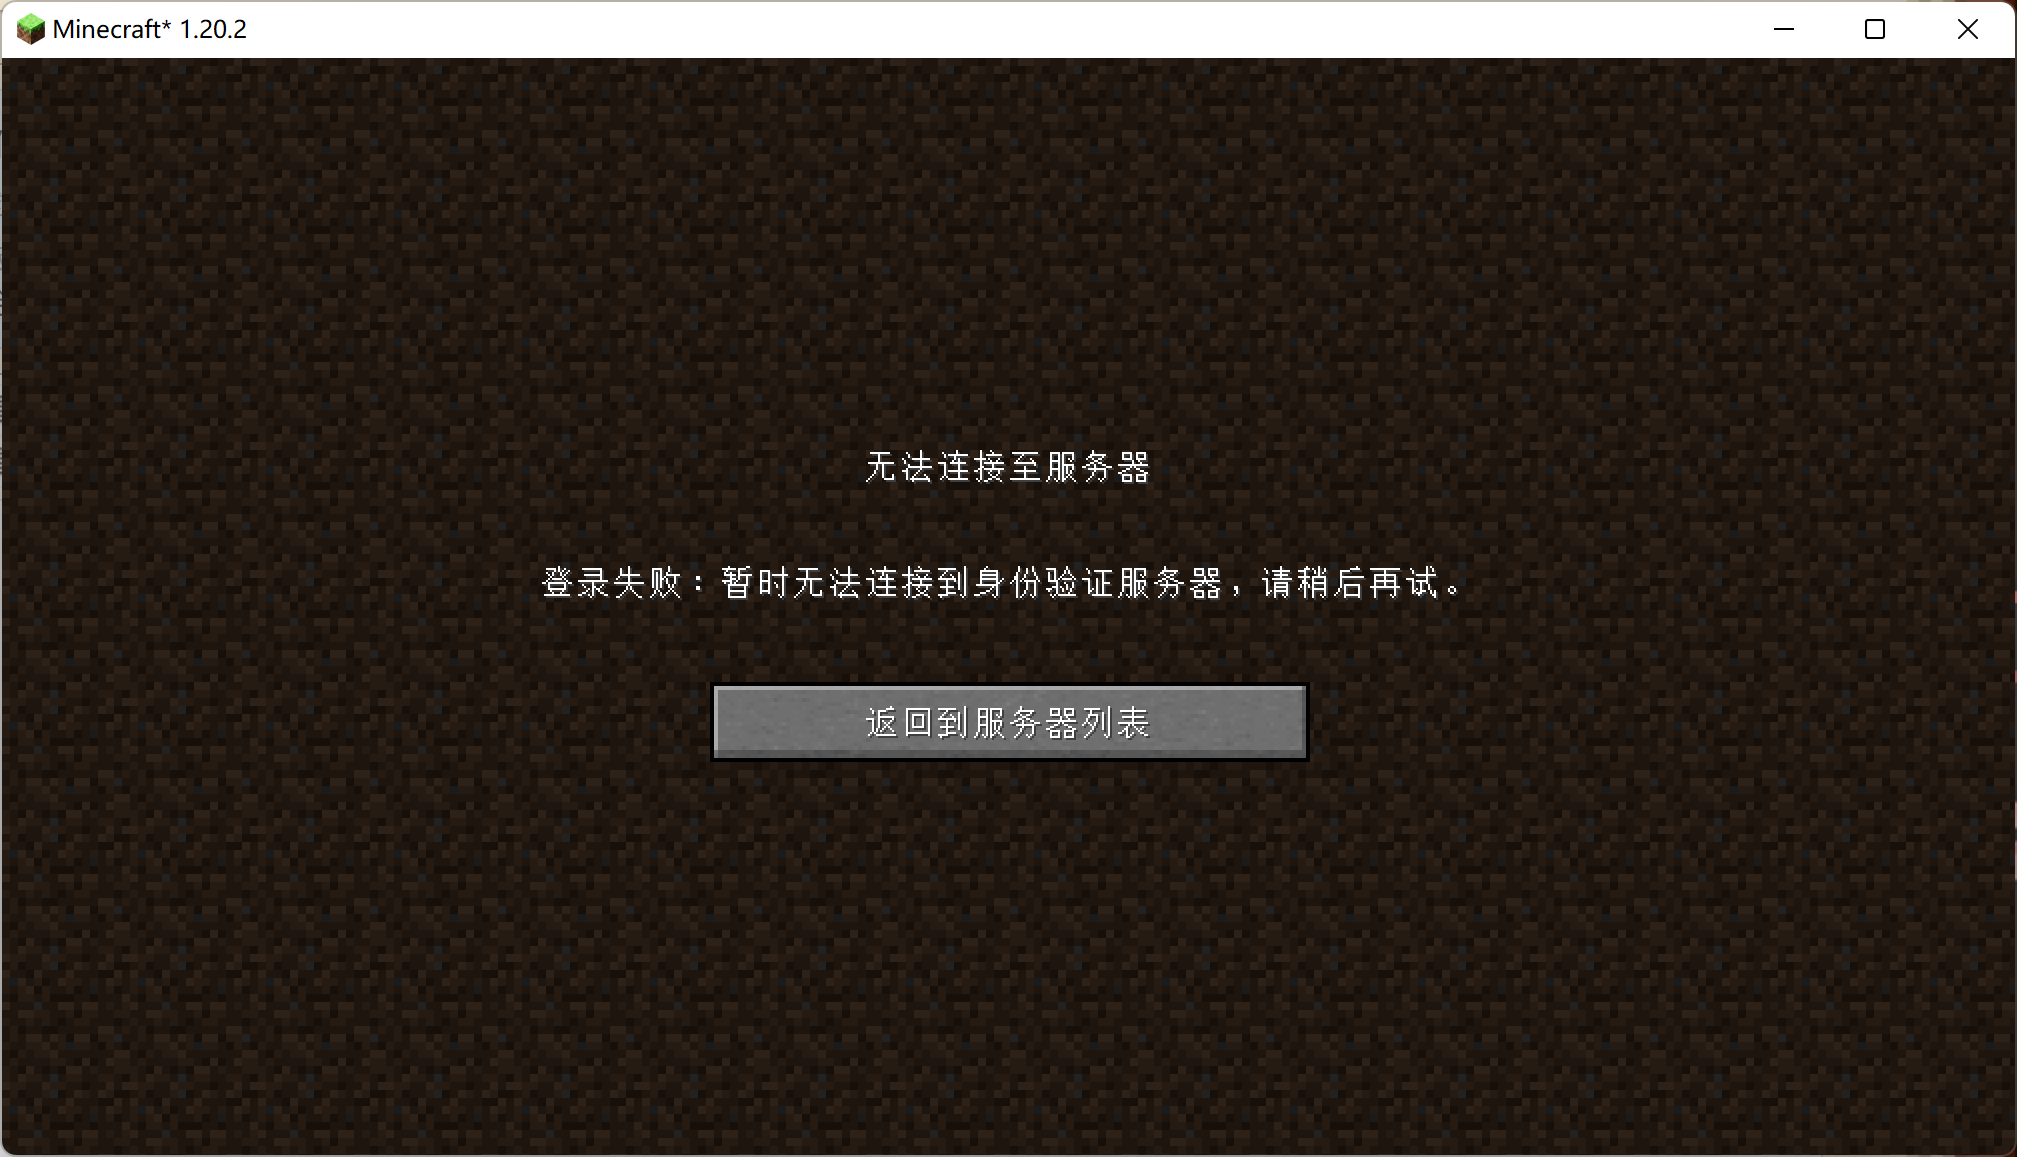 Minecraft* 1.20.2
无法连接至服务器
登录失败：暂时无法连接到身份验证服务器，请稍后再试。
返回到服务器列表